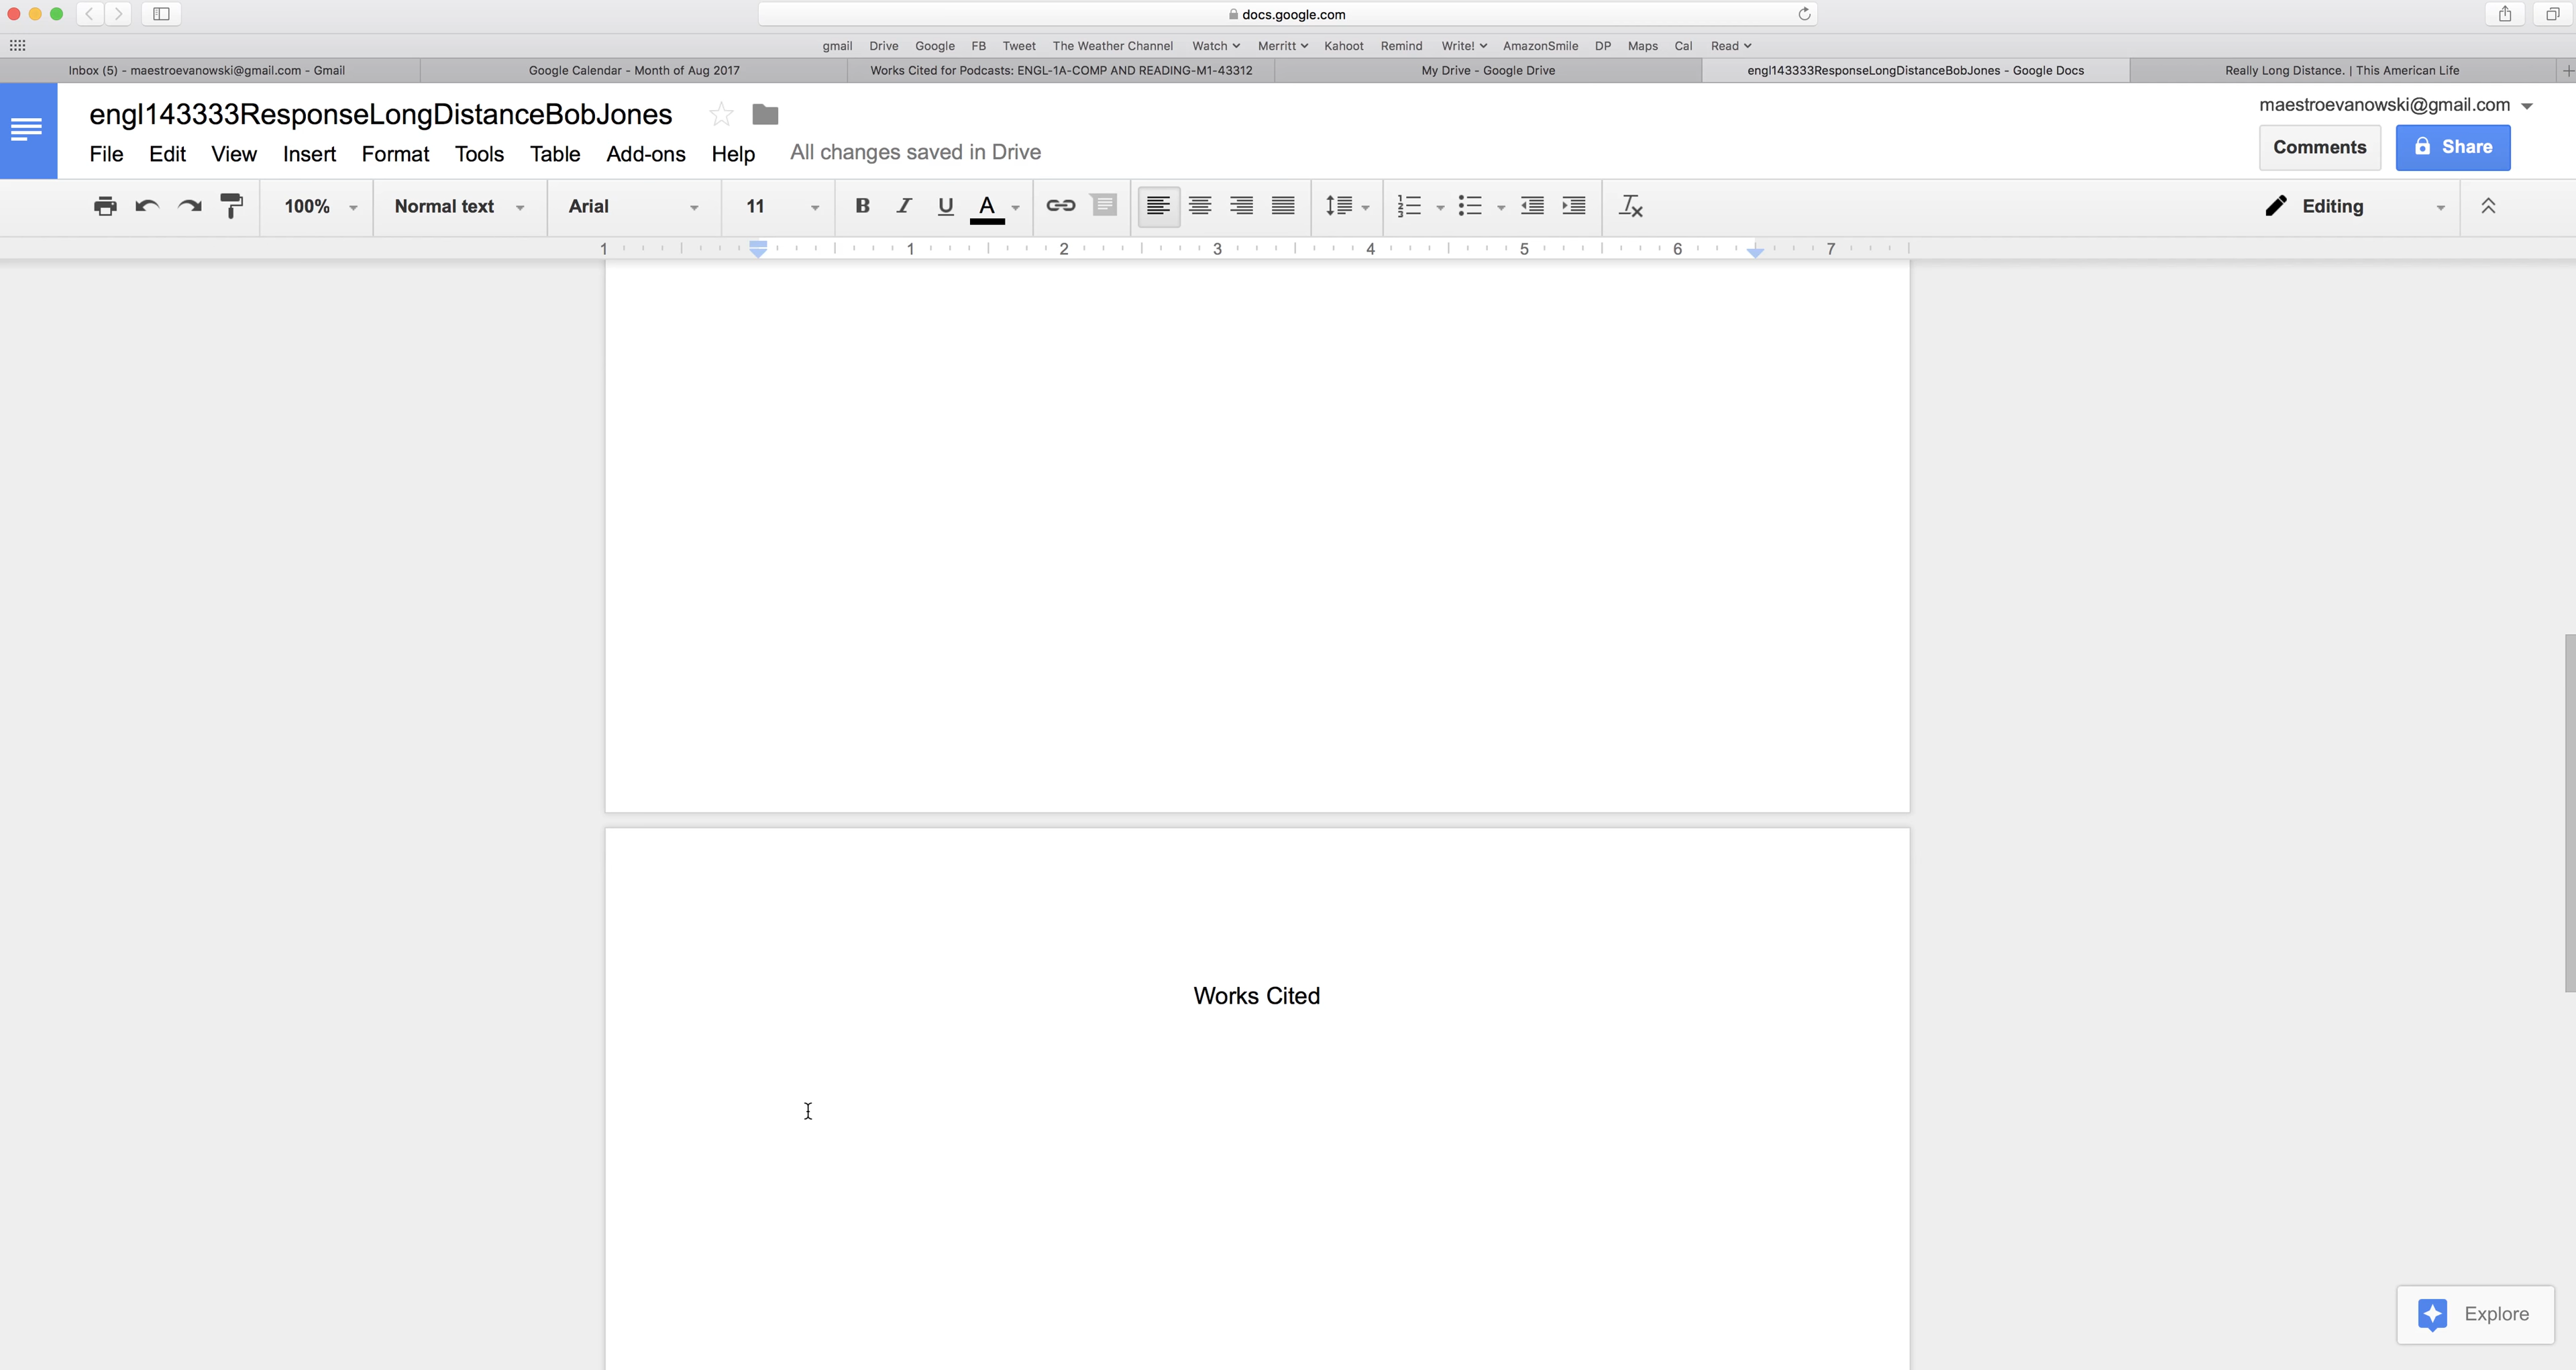 docs.google.com
gmail Drive Google FB Tweet The Weather Channel Watch Merritt Kahoot Remind Write! AmazonSmile DP Maps Cal Read
Inbox (5) - maestroevanowski@gmail.com - Gmail Google Calendar - Month of Aug 2017 Works Cited for Podcasts: ENGL-1A-COMP AND READING-M1-43312 My Drive - Google Drive engl143333ResponseLongDistanceBobJones - Google Docs Really Long Distance. | This American Life
engl143333ResponseLongDistanceBobJones maestroevanowski@gmail.com
File Edit View Insert Format Tools Table Add-ons Help All changes saved in Drive Comments Share
100% Normal text Arial 11 B I U A Editing
1 1 2 3 4 5 6 7
Works Cited
Explore